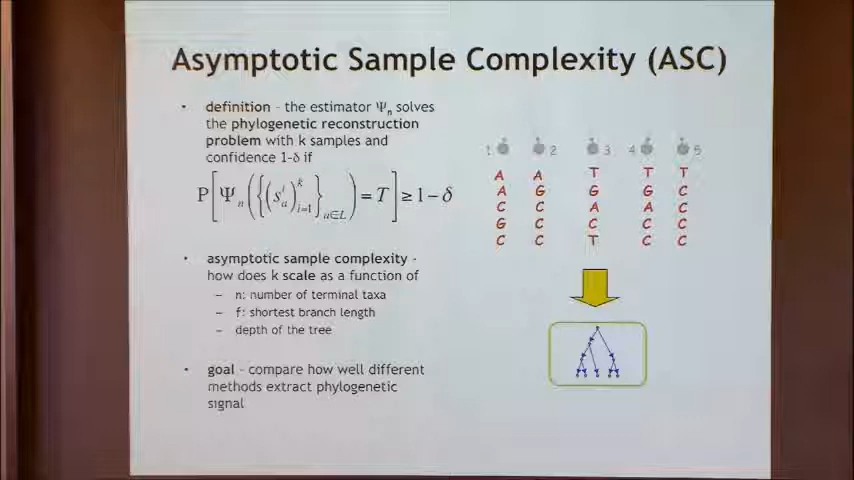 Asymptotic Sample Complexity (ASC)
• definition – the estimator Ψn solves
the phylogenetic reconstruction
problem with k samples and
confidence 1-δ if
P[Ψn({(s_a^i)_{i=1}^k}_{a∈L}) = T] ≥ 1 − δ
• asymptotic sample complexity –
how does k scale as a function of
– n: number of terminal taxa
– f: shortest branch length
– depth of the tree
• goal – compare how well different
methods extract phylogenetic
signal
1 2 3 4 5
A A T T T
A G G G C
C C A A C
G C C C C
C C T C C